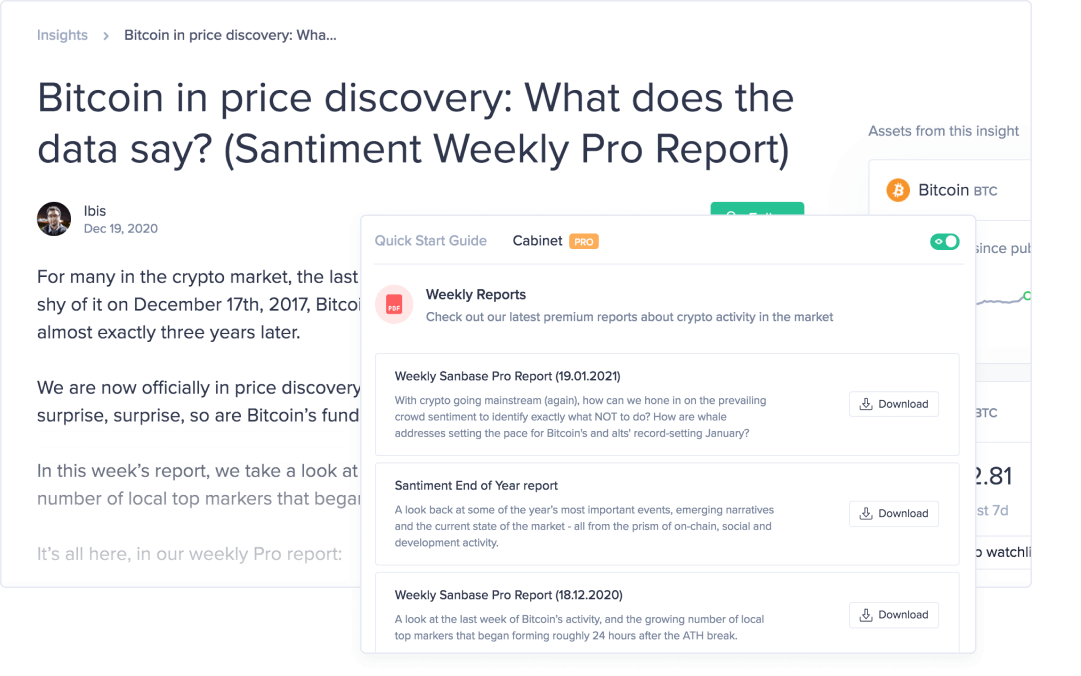 Insights > Bitcoin in price discovery: Wha...
Bitcoin in price discovery: What does the
data say? (Santiment Weekly Pro Report)
Ibis
Dec 19, 2020
For many in the crypto market, the last
shy of it on December 17th, 2017,
almost exactly three years later.
We are now officially in price discovery
surprise, surprise, so are Bitcoin's
In this week's report, we take a look at
number of local top markers that
It's all here, in our weekly Pro report:
Assets from this insight
Bitcoin BTC
since
BTC
2.81
7d
Quick Start Guide
Cabinet PRO
PDF
Weekly Reports
Check out our latest premium reports about crypto activity in the market
Weekly Sanbase Pro Report (19.01.2021)
With crypto going mainstream (again), how can we hone in on the prevailing
crowd sentiment to identify exactly what NOT to do? How are whale
addresses setting the pace for Bitcoin's and alts' record-setting January?
Download
Santiment End of Year report
A look back at some of the year's most important events, emerging narratives
and the current state of the market - all from the prism of on-chain, social and
development activity.
Download
Weekly Sanbase Pro Report (18.12.2020)
A look at the last week of Bitcoin's activity, and the growing number of local
top markers that began forming roughly 24 hours after the ATH break.
Download